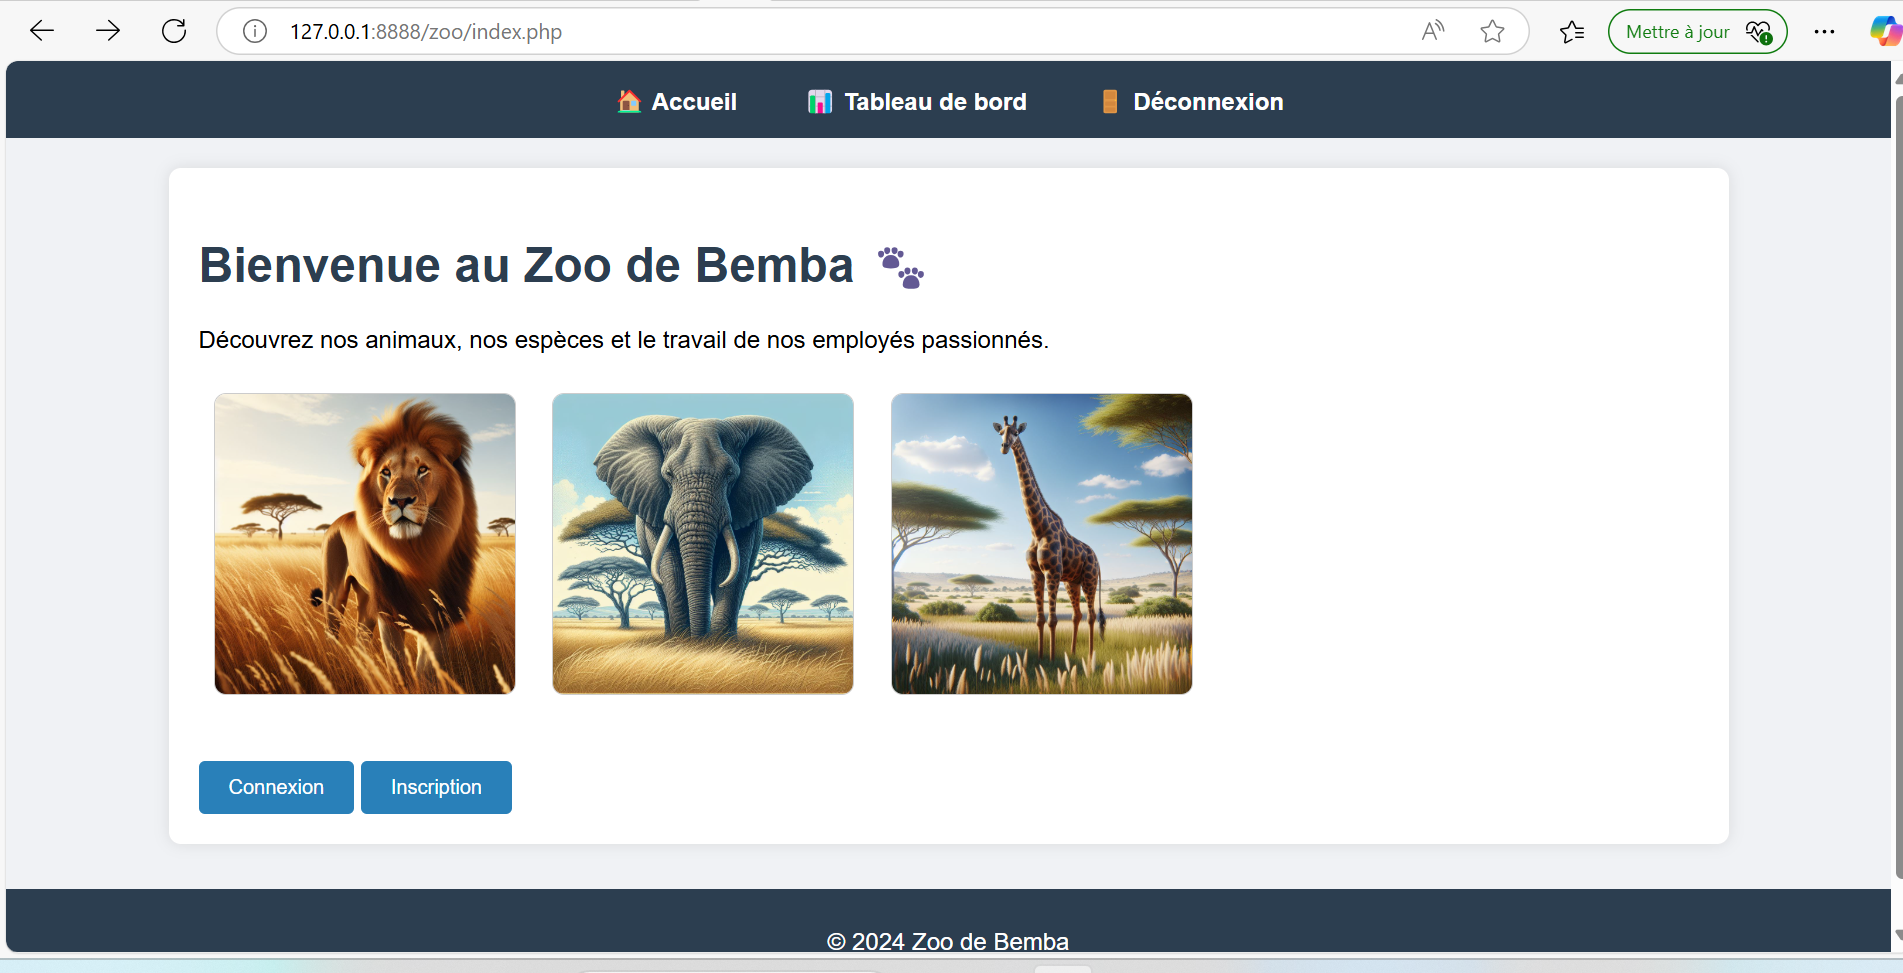 127.0.0.1:8888/zoo/index.php
Mettre à jour
Accueil
Tableau de bord
Déconnexion
Bienvenue au Zoo de Bemba
Découvrez nos animaux, nos espèces et le travail de nos employés passionnés.
Connexion
Inscription
© 2024 Zoo de Bemba